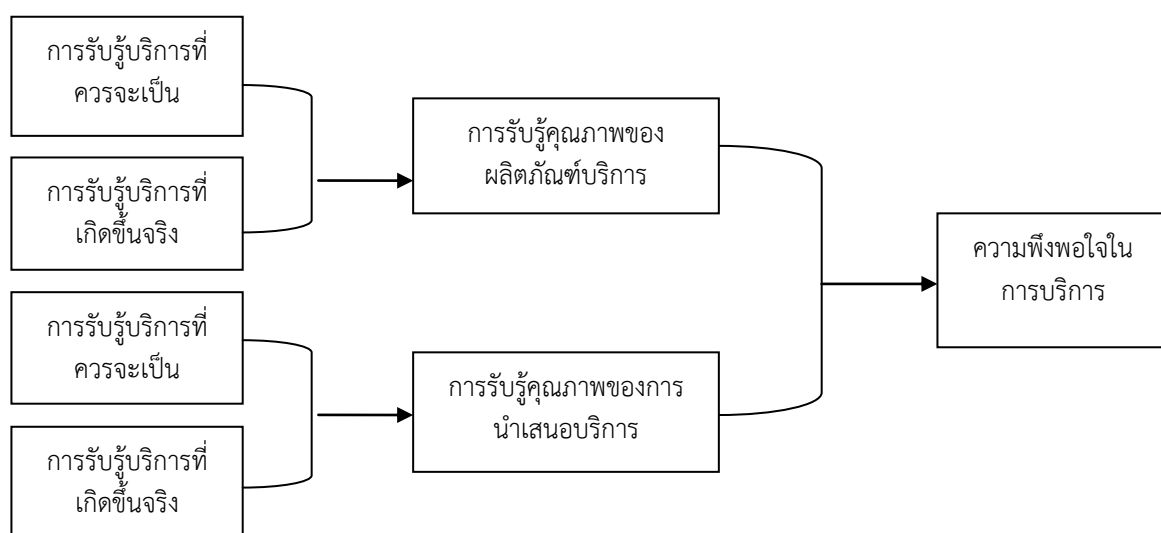 การรับรู้บริการที่
ควรจะเป็น
การรับรู้บริการที่
เกิดขึ้นจริง
การรับรู้บริการที่
ควรจะเป็น
การรับรู้บริการที่
เกิดขึ้นจริง
การรับรู้คุณภาพของ
ผลิตภัณฑ์บริการ
การรับรู้คุณภาพของการ
นำเสนอบริการ
ความพึงพอใจใน
การบริการ